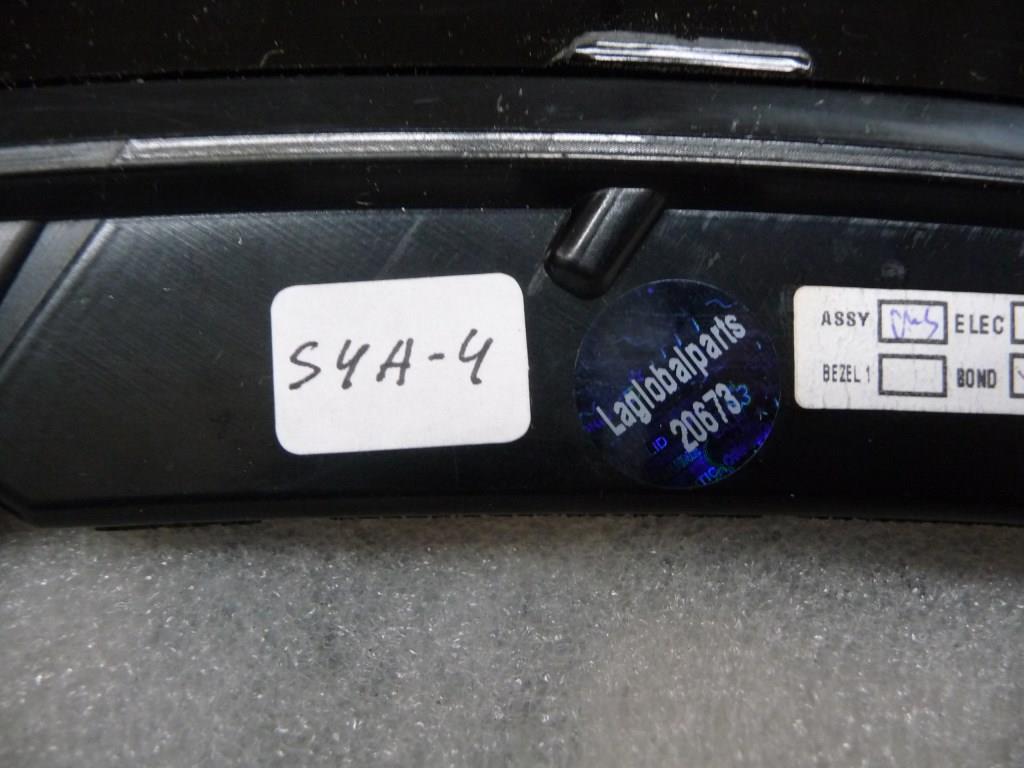 S4A-4
Laglobalparts
20673
ASSY ELEC
BEZEL 1 BOND